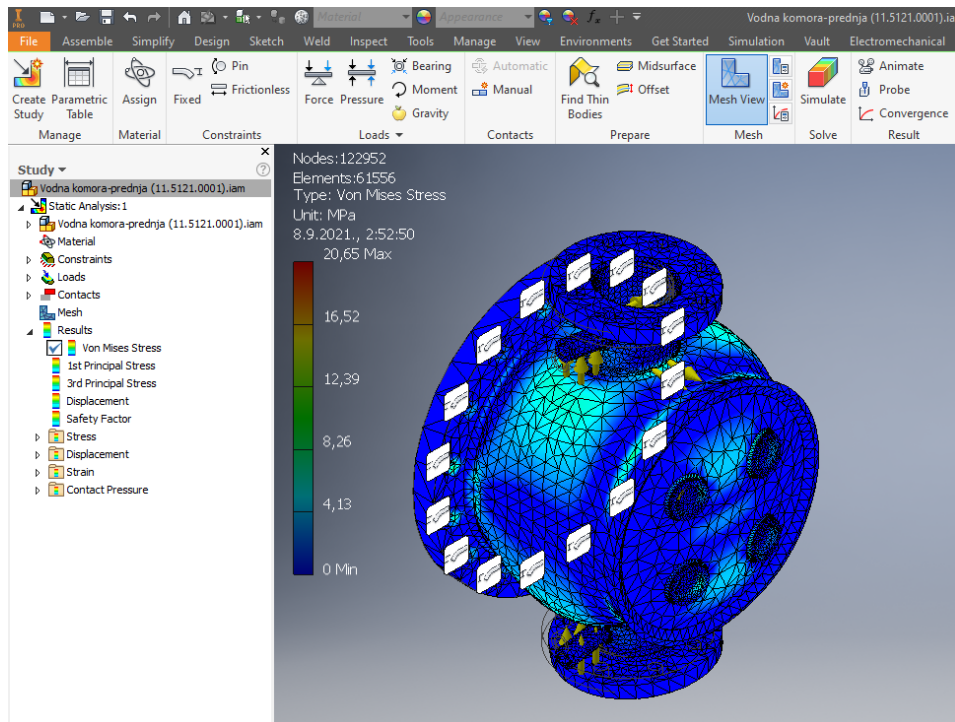 PRO
Material
Appearance
fx
Vodna komora-prednja (11.5121.0001).ia
File Assemble Simplify Design Sketch Weld Inspect Tools Manage View Environments Get Started Simulation Vault Electromechanical
Create Study
Parametric Table
Assign
Fixed
Pin
Frictionless
Force
Pressure
Bearing
Moment
Gravity
Automatic
Manual
Find Thin Bodies
Midsurface
Offset
Mesh View
Simulate
Animate
Probe
Convergence
Manage Material Constraints Loads Contacts Prepare Mesh Solve Result
Study
Vodna komora-prednja (11.5121.0001).iam
Static Analysis:1
Vodna komora-prednja (11.5121.0001).iam
Material
Constraints
Loads
Contacts
Mesh
Results
Von Mises Stress
1st Principal Stress
3rd Principal Stress
Displacement
Safety Factor
Stress
Displacement
Strain
Contact Pressure
Nodes:122952
Elements:61556
Type: Von Mises Stress
Unit: MPa
8.9.2021., 2:52:50
20,65 Max
16,52
12,39
8,26
4,13
0 Min